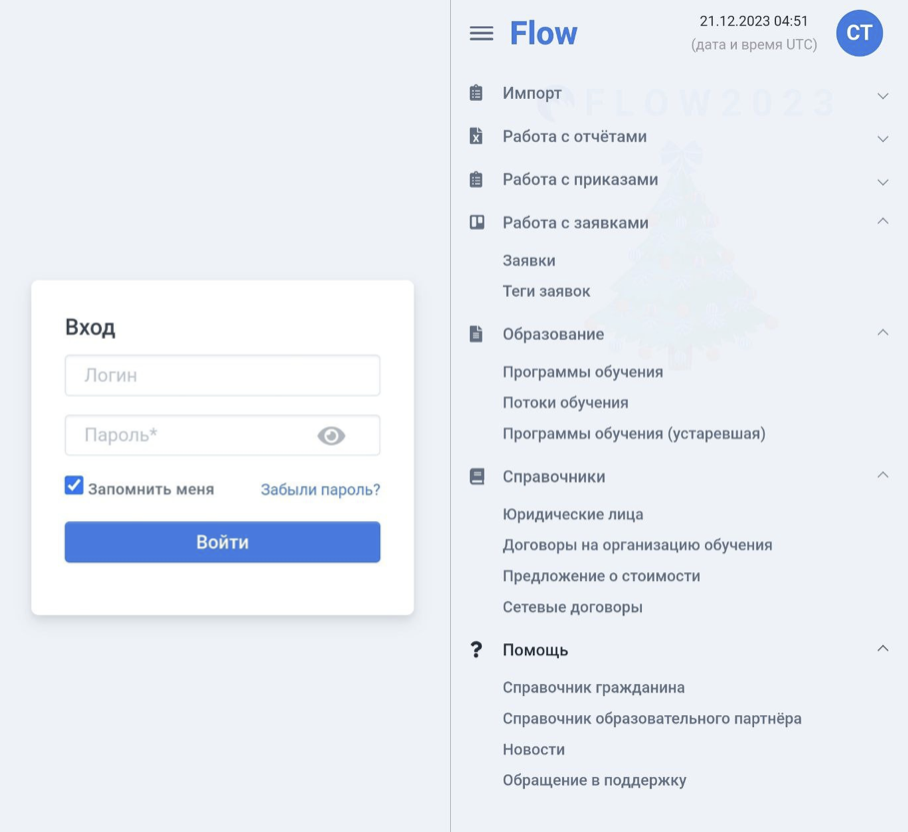 Вход
Логин
Пароль*
Запомнить меня
Забыли пароль?
Войти
Flow
21.12.2023 04:51
(дата и время UTC)
СТ
FLOW2023
Импорт
Работа с отчётами
Работа с приказами
Работа с заявками
Заявки
Теги заявок
Образование
Программы обучения
Потоки обучения
Программы обучения (устаревшая)
Справочники
Юридические лица
Договоры на организацию обучения
Предложение о стоимости
Сетевые договоры
Помощь
Справочник гражданина
Справочник образовательного партнёра
Новости
Обращение в поддержку